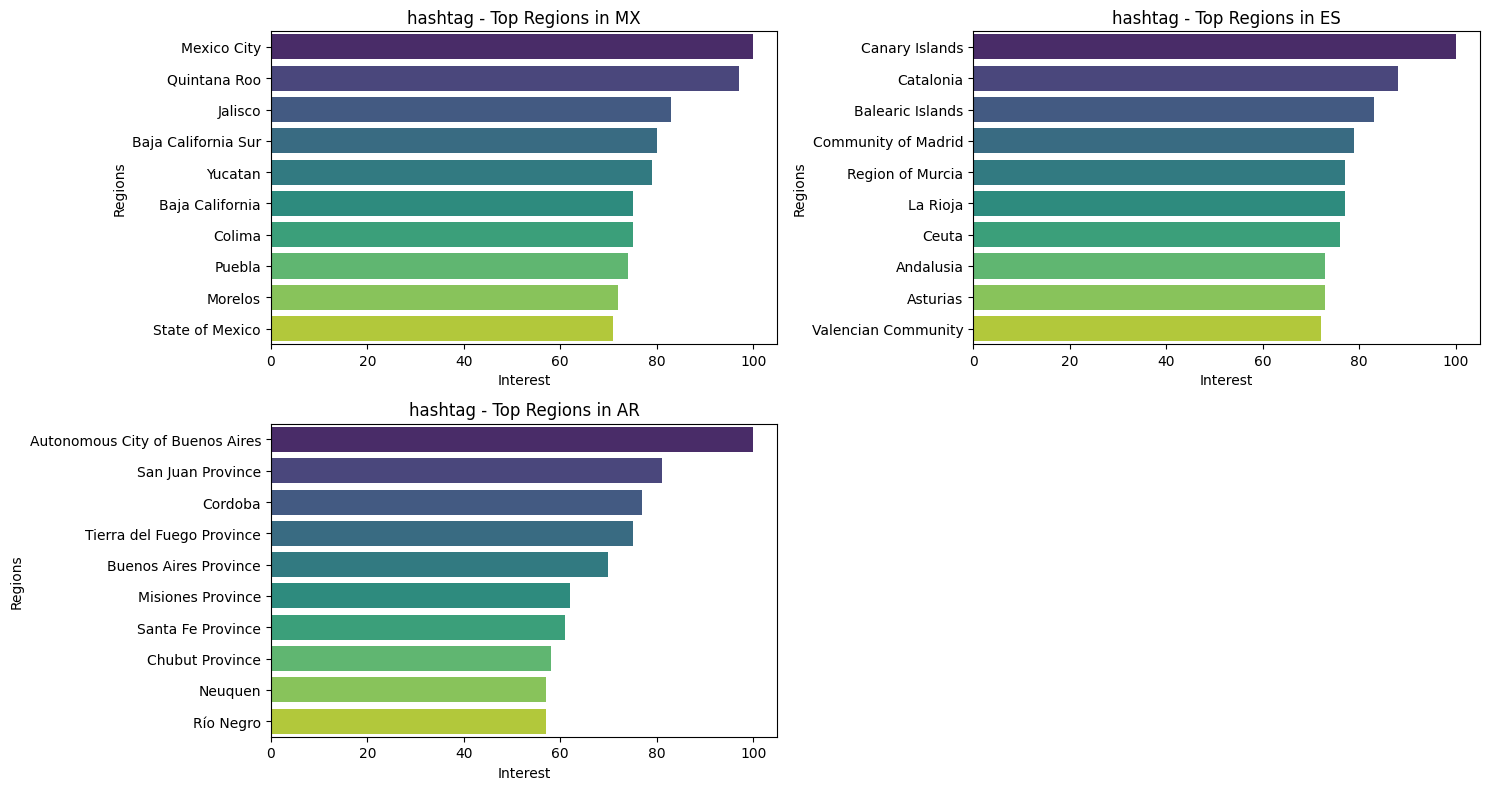 hashtag - Top Regions in MX
Regions
Mexico City
Quintana Roo
Jalisco
Baja California Sur
Yucatan
Baja California
Colima
Puebla
Morelos
State of Mexico
0 20 40 60 80 100
Interest
hashtag - Top Regions in ES
Regions
Canary Islands
Catalonia
Balearic Islands
Community of Madrid
Region of Murcia
La Rioja
Ceuta
Andalusia
Asturias
Valencian Community
0 20 40 60 80 100
Interest
hashtag - Top Regions in AR
Regions
Autonomous City of Buenos Aires
San Juan Province
Cordoba
Tierra del Fuego Province
Buenos Aires Province
Misiones Province
Santa Fe Province
Chubut Province
Neuquen
Río Negro
0 20 40 60 80 100
Interest